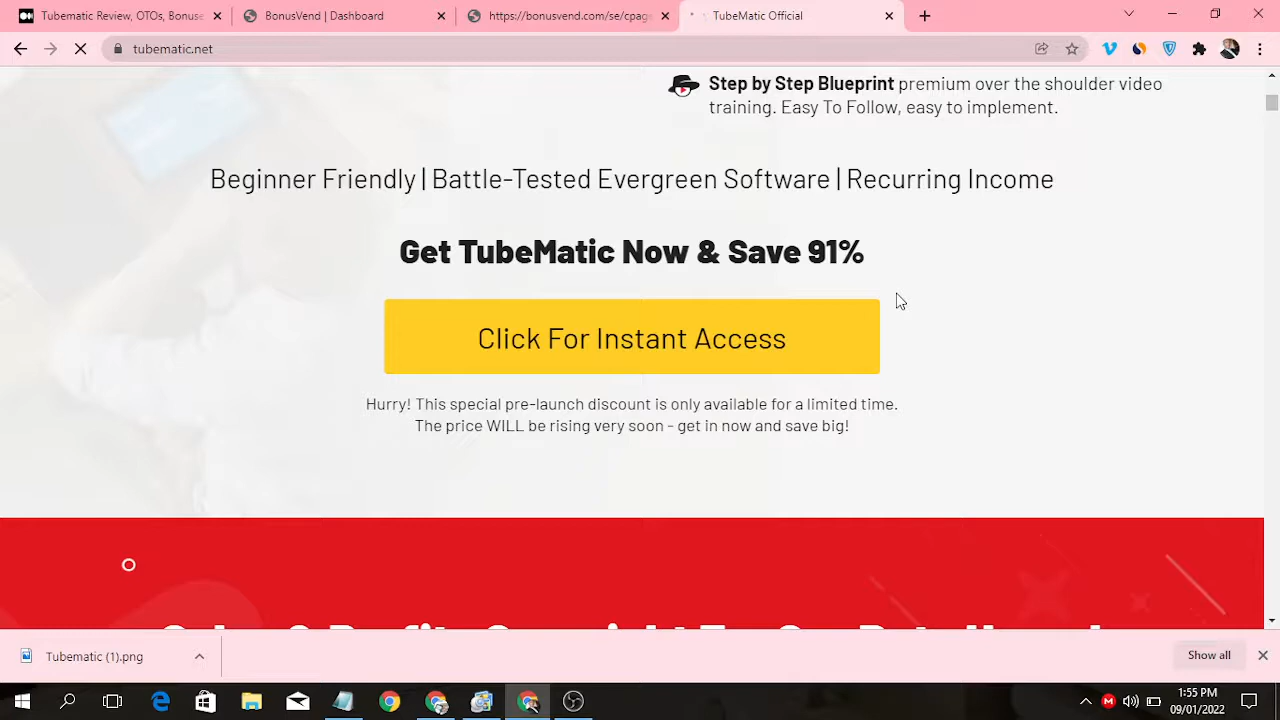 Tubematic Review, OTOs, Bonuse
BonusVend | Dashboard
https://bonusvend.com/se/cpage
TubeMatic Official
tubematic.net
Step by Step Blueprint premium over the shoulder video
training. Easy To Follow, easy to implement.
Beginner Friendly | Battle-Tested Evergreen Software | Recurring Income
Get TubeMatic Now & Save 91%
Click For Instant Access
Hurry! This special pre-launch discount is only available for a limited time.
The price WILL be rising very soon - get in now and save big!
Tubematic (1).png
Show all
1:55 PM
09/01/2022